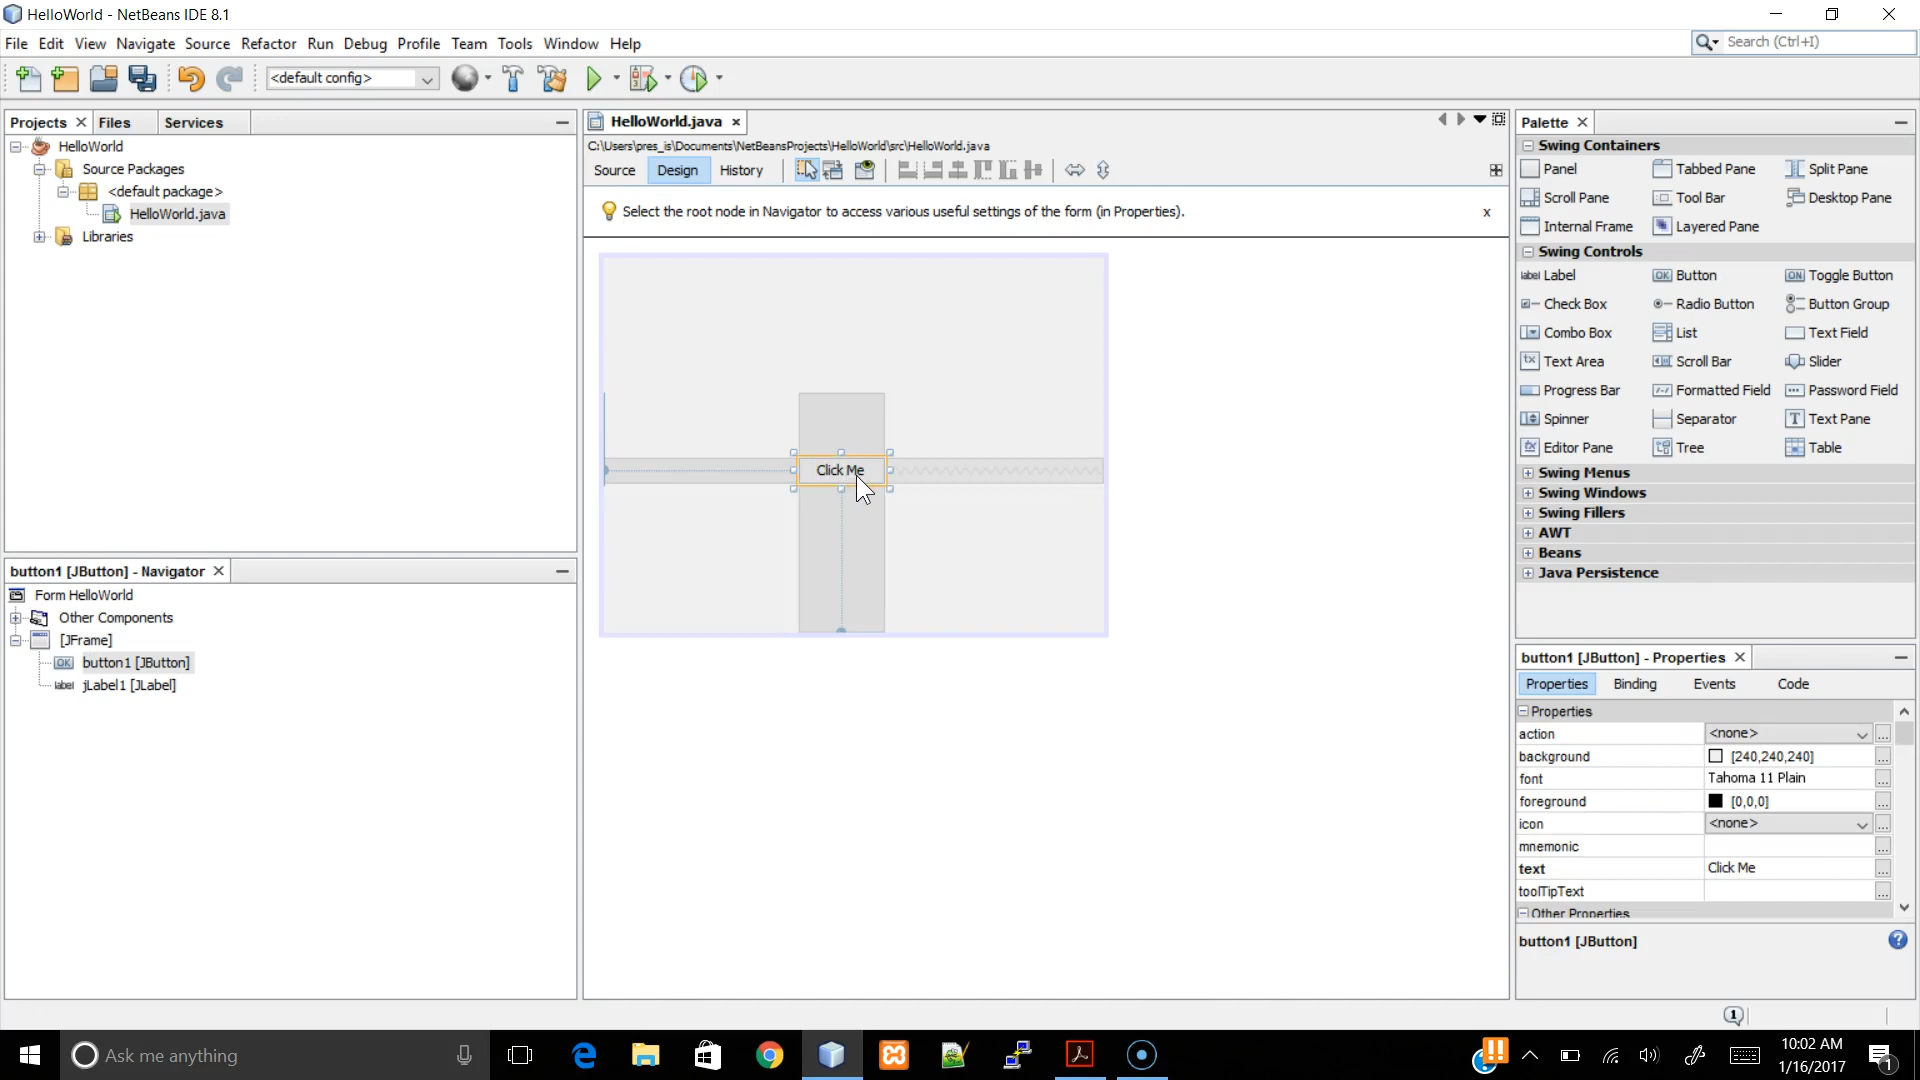 HelloWorld - NetBeans IDE 8.1
File Edit View Navigate Source Refactor Run Debug Profile Team Tools Window Help
Search (Ctrl+I)
<default config>
Projects Files Services
HelloWorld
Source Packages
<default package>
HelloWorld.java
Libraries
button1 [JButton] - Navigator
Form HelloWorld
Other Components
[JFrame]
OK button1 [JButton]
label jLabel1 [JLabel]
HelloWorld.java
C:\Users\pres_is\Documents\NetBeansProjects\HelloWorld\src\HelloWorld.java
Source Design History
Select the root node in Navigator to access various useful settings of the form (in Properties). x
Click Me
Palette
Swing Containers
Panel Tabbed Pane Split Pane
Scroll Pane Tool Bar Desktop Pane
Internal Frame Layered Pane
Swing Controls
label Label OK Button ON Toggle Button
Check Box Radio Button Button Group
Combo Box List Text Field
Text Area Scroll Bar Slider
Progress Bar Formatted Field Password Field
Spinner Separator T Text Pane
Editor Pane Tree Table
Swing Menus
Swing Windows
Swing Fillers
AWT
Beans
Java Persistence
button1 [JButton] - Properties
Properties Binding Events Code
Properties
action <none> ...
background [240,240,240] ...
font Tahoma 11 Plain ...
foreground [0,0,0] ...
icon <none> ...
mnemonic ...
text Click Me ...
toolTipText ...
Other Properties
button1 [JButton] ?
1
Ask me anything
10:02 AM
1/16/2017
1